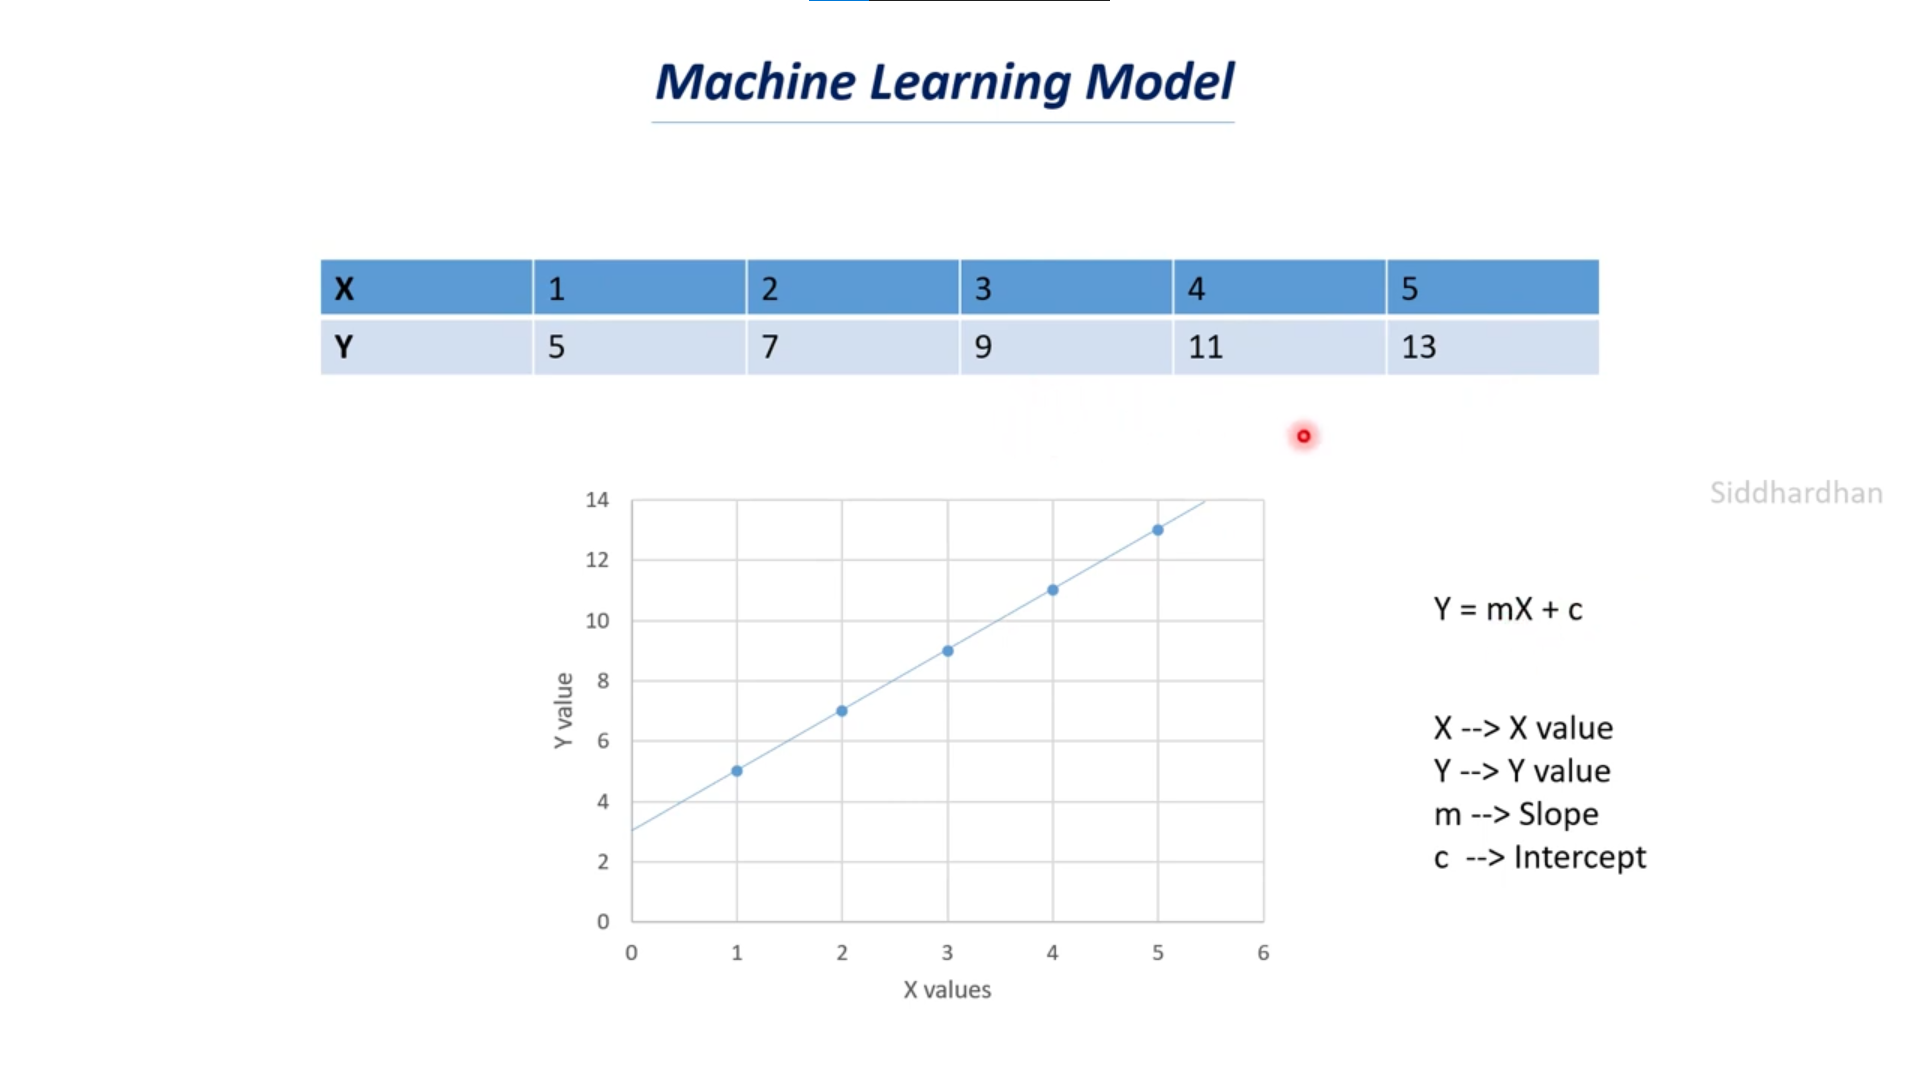 Machine Learning Model
X 1 2 3 4 5
Y 5 7 9 11 13
Siddhardhan
14
12
10
8
6
4
2
0
Y value
0 1 2 3 4 5 6
X values
Y = mX + c
X --> X value
Y --> Y value
m --> Slope
c --> Intercept